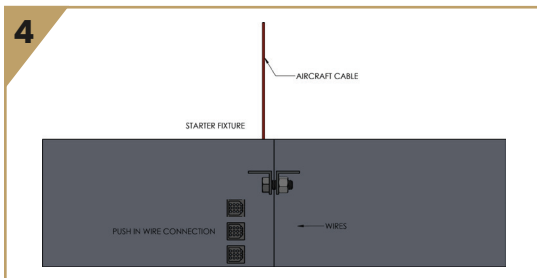 4
AIRCRAFT CABLE
STARTER FIXTURE
PUSH IN WIRE CONNECTION
WIRES